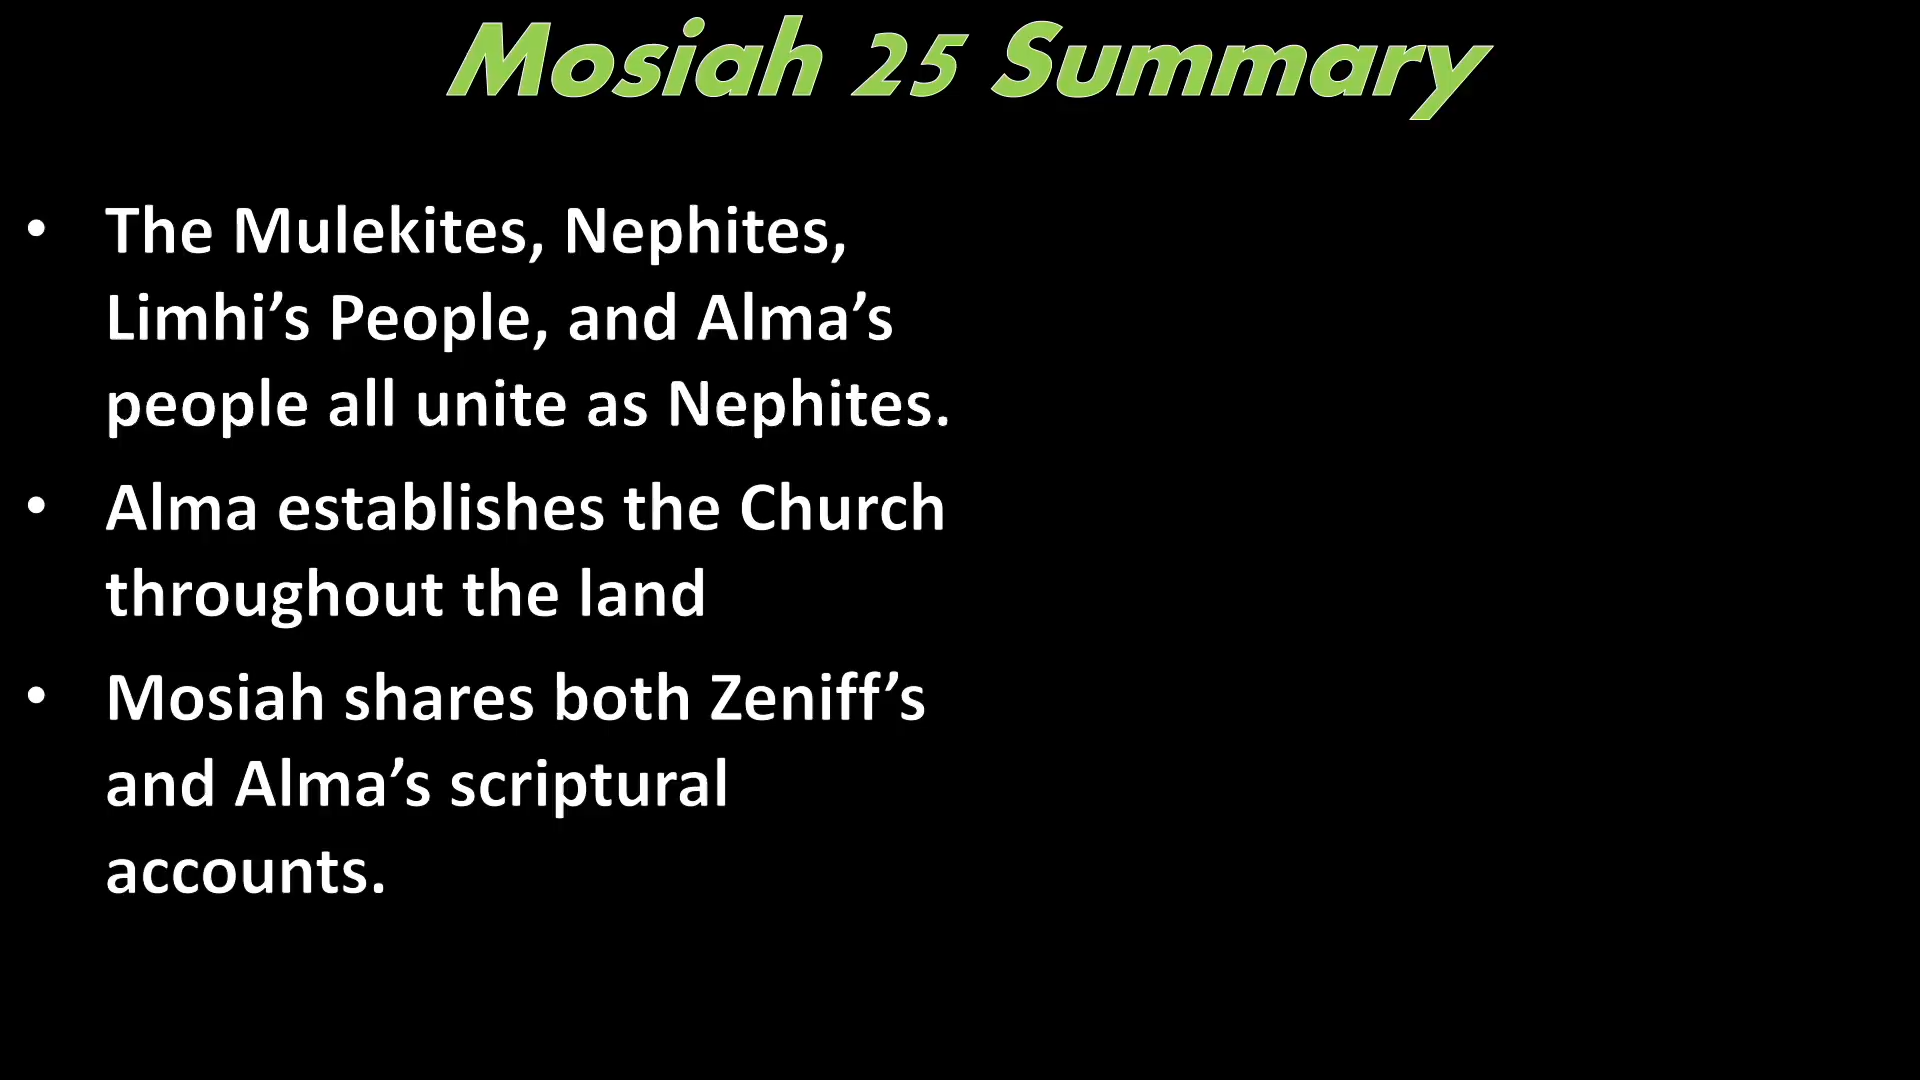 Mosiah 25 Summary
• The Mulekites, Nephites,
Limhi’s People, and Alma’s
people all unite as Nephites.
• Alma establishes the Church
throughout the land
• Mosiah shares both Zeniff’s
and Alma’s scriptural
accounts.